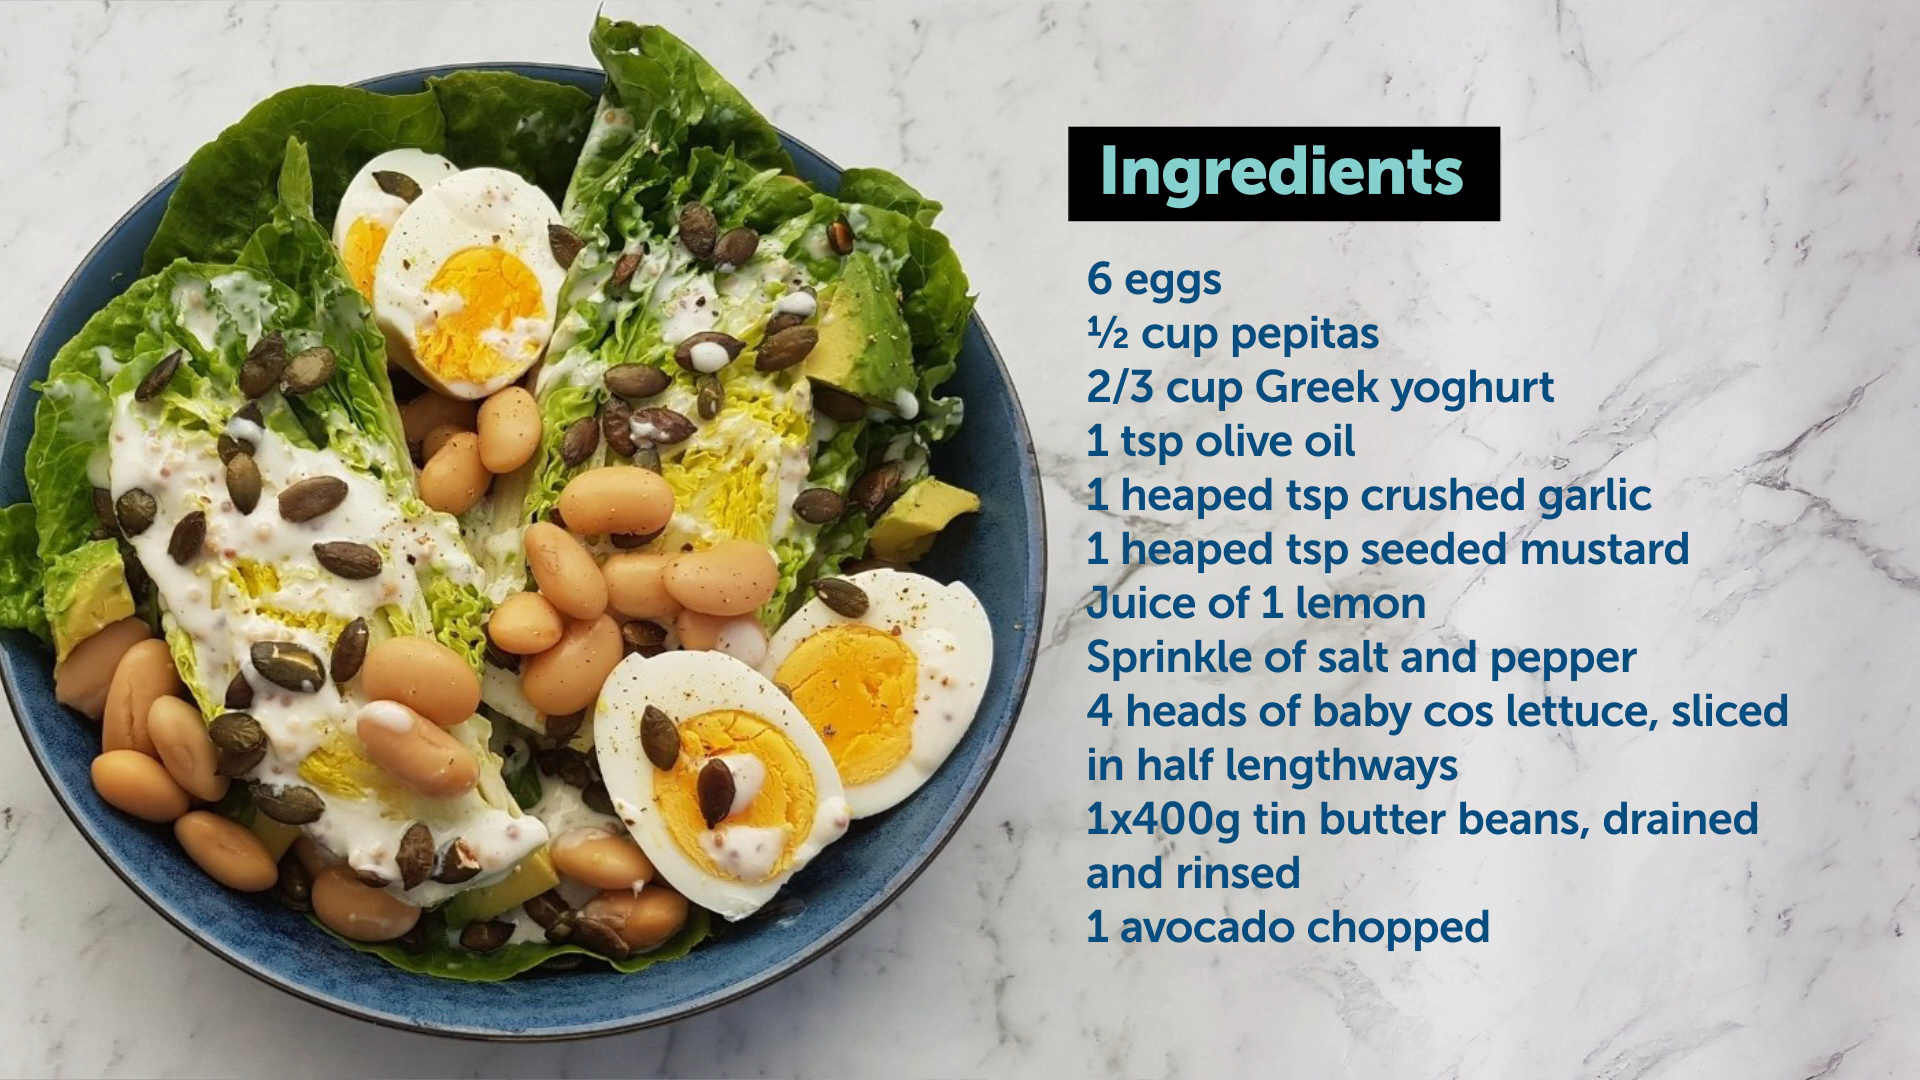 Ingredients
6 eggs
½ cup pepitas
2/3 cup Greek yoghurt
1 tsp olive oil
1 heaped tsp crushed garlic
1 heaped tsp seeded mustard
Juice of 1 lemon
Sprinkle of salt and pepper
4 heads of baby cos lettuce, sliced
in half lengthways
1x400g tin butter beans, drained
and rinsed
1 avocado chopped